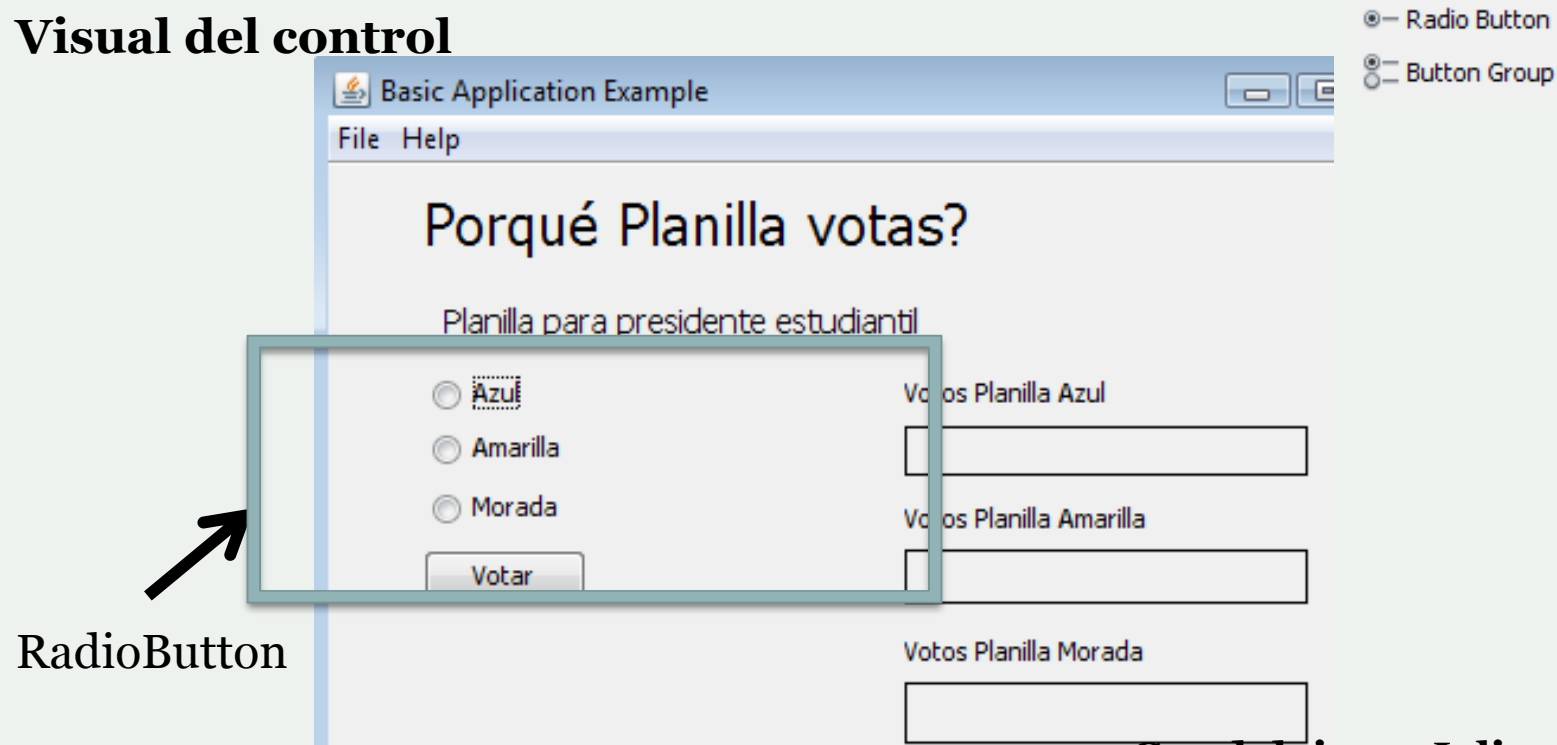 Visual del control
Radio Button
Button Group
Basic Application Example
File Help
Porqué Planilla votas?
Planilla para presidente estudiantil
Azul
Amarilla
Morada
Votar
Votos Planilla Azul
Votos Planilla Amarilla
Votos Planilla Morada
RadioButton